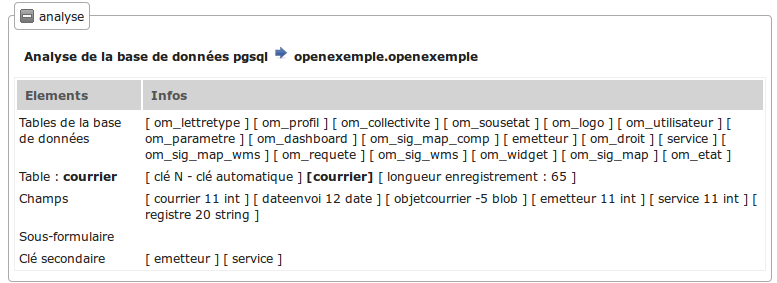 analyse
Analyse de la base de données pgsql openexemple.openexemple
Elements Infos
Tables de la base de données [ om_lettretype ] [ om_profil ] [ om_collectivite ] [ om_sousetat ] [ om_logo ] [ om_utilisateur ] [
om_parametre ] [ om_dashboard ] [ om_sig_map_comp ] [ emetteur ] [ om_droit ] [ service ] [
om_sig_map_wms ] [ om_requete ] [ om_sig_wms ] [ om_widget ] [ om_sig_map ] [ om_etat ]
Table : courrier [ clé N - clé automatique ] [courrier] [ longueur enregistrement : 65 ]
Champs [ courrier 11 int ] [ dateenvoi 12 date ] [ objetcourrier -5 blob ] [ emetteur 11 int ] [ service 11 int ] [
registre 20 string ]
Sous-formulaire
Clé secondaire [ emetteur ] [ service ]